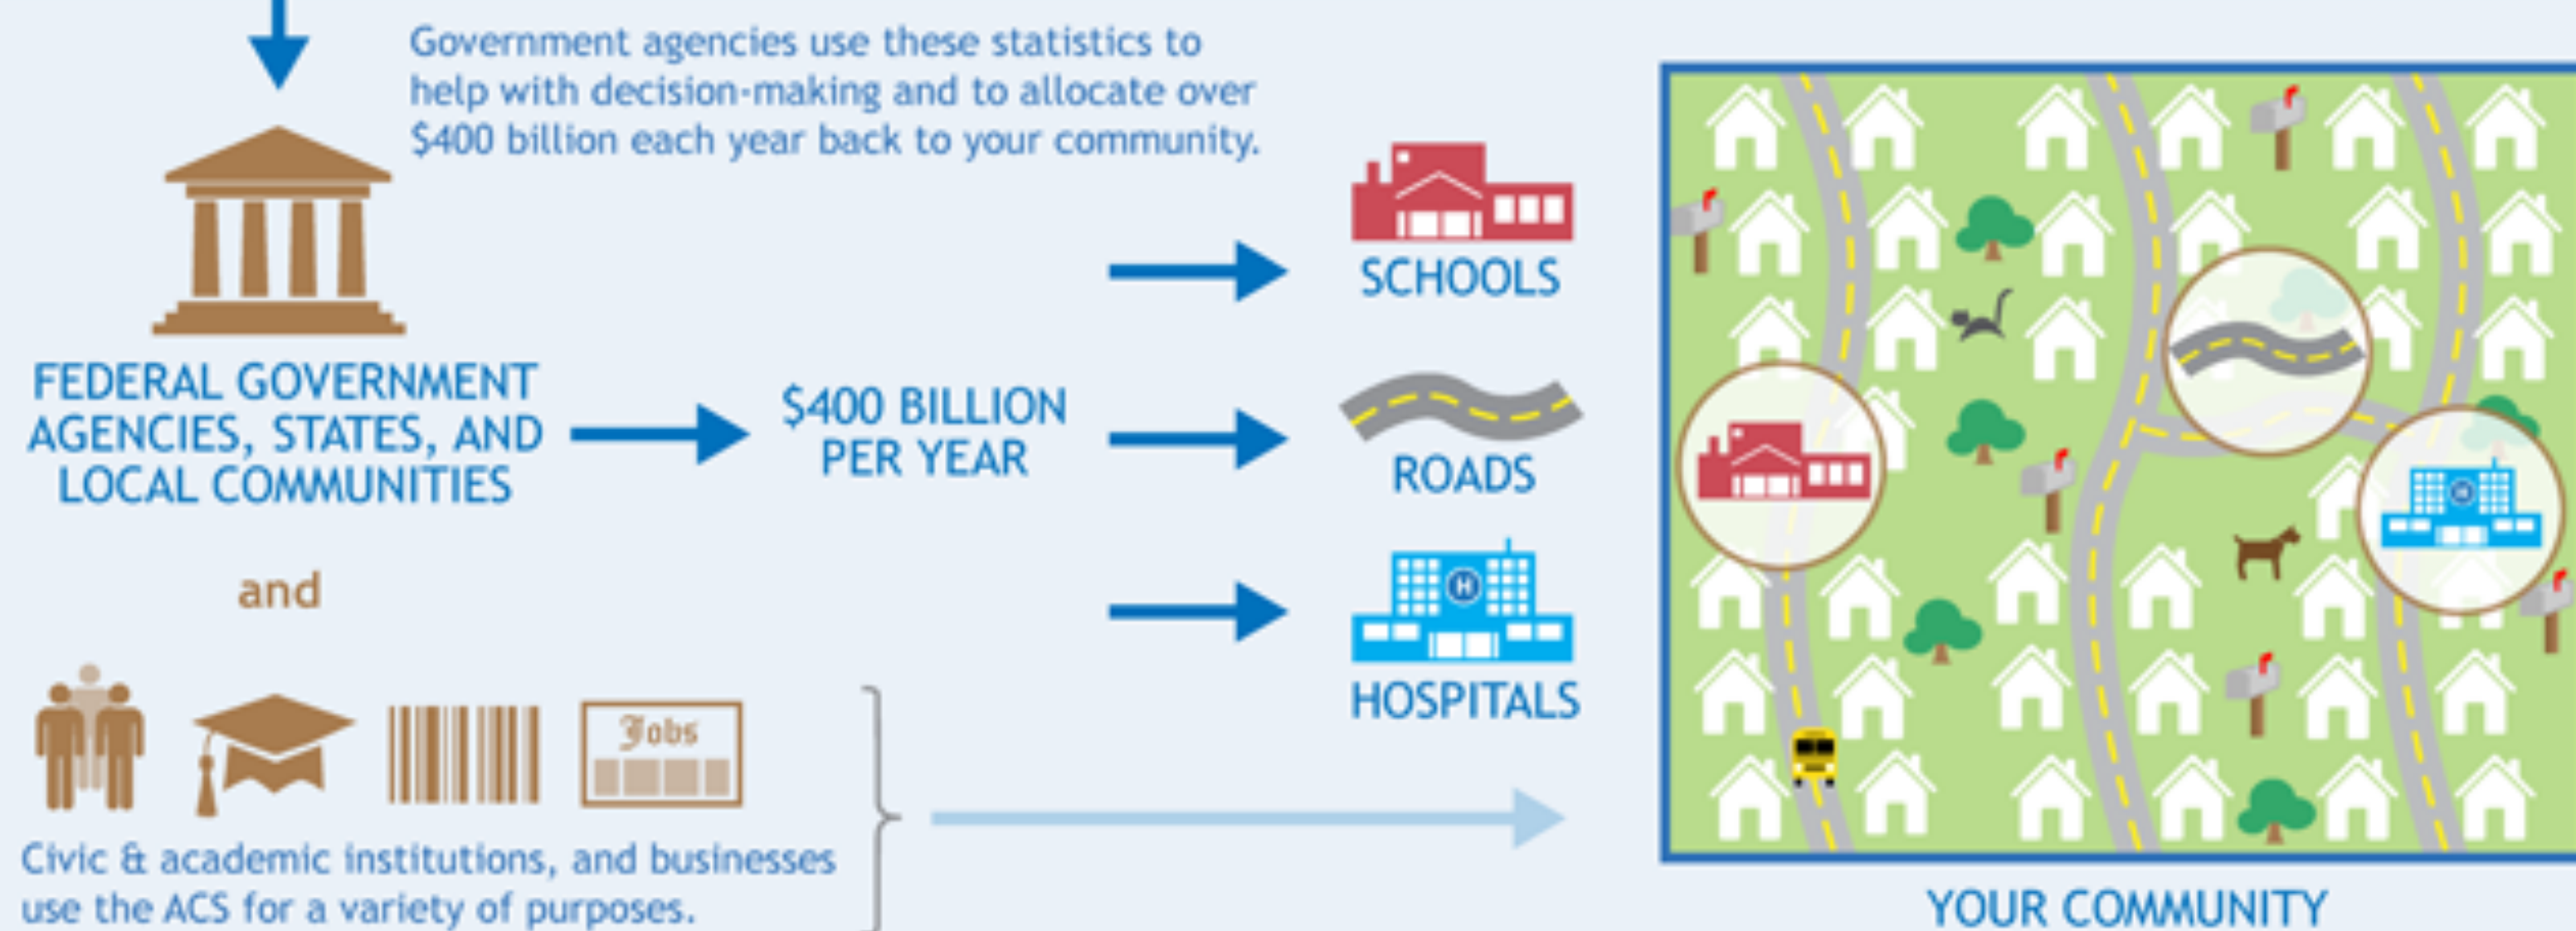 Government agencies use these statistics to
help with decision-making and to allocate over
$400 billion each year back to your community.
FEDERAL GOVERNMENT
AGENCIES, STATES, AND
LOCAL COMMUNITIES
$400 BILLION
PER YEAR
SCHOOLS
ROADS
H
HOSPITALS
and
Jobs
Civic & academic institutions, and businesses
use the ACS for a variety of purposes.
H
YOUR COMMUNITY